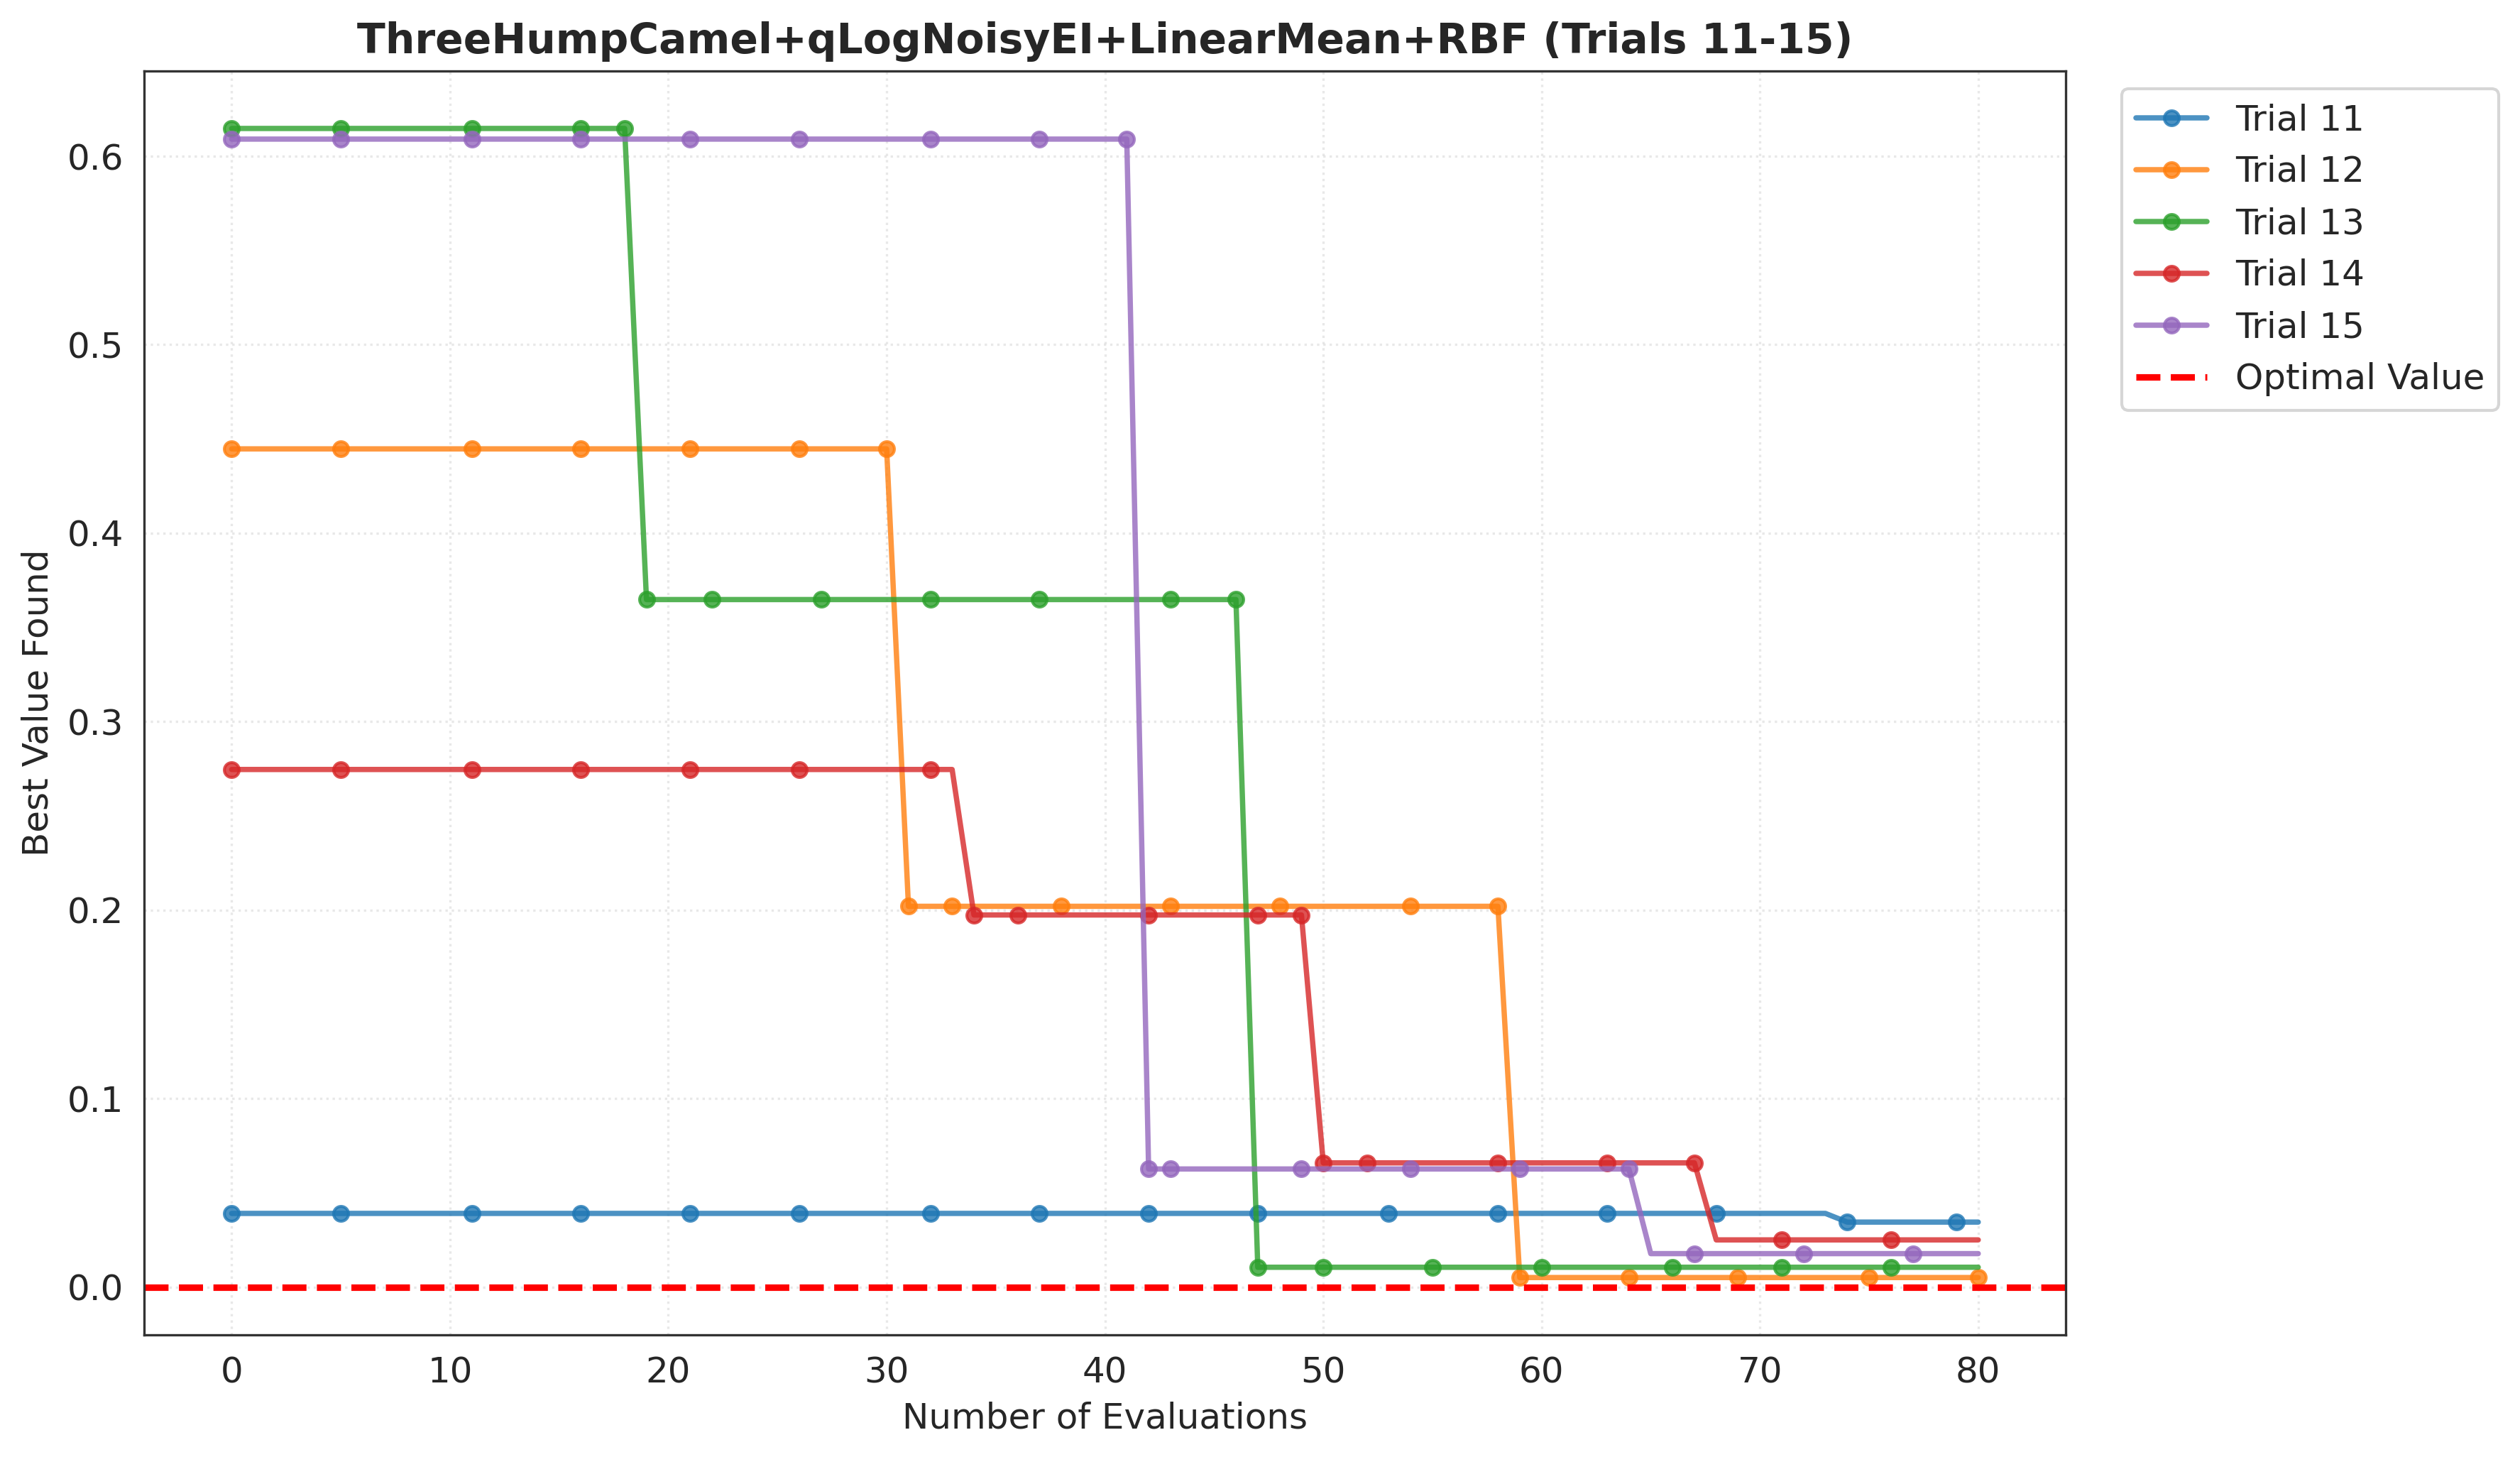 ThreeHumpCamel+qLogNoisyEI+LinearMean+RBF (Trials 11-15)
Best Value Found
0.6
0.5
0.4
0.3
0.2
0.1
0.0
0 10 20 30 40 50 60 70 80
Number of Evaluations
Trial 11
Trial 12
Trial 13
Trial 14
Trial 15
Optimal Value